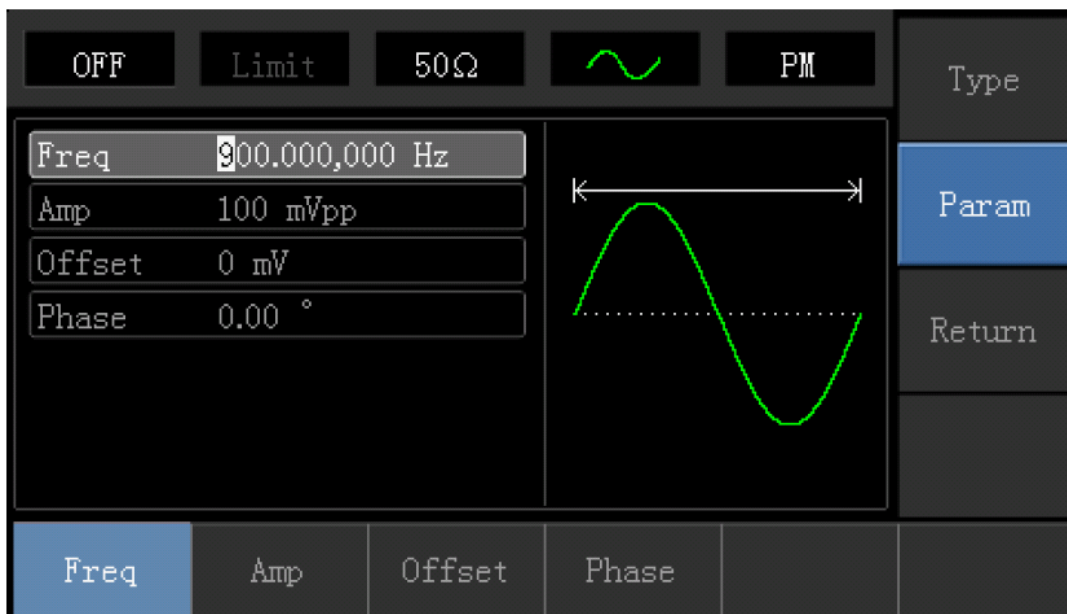 OFF Limit 50Ω PM
Type
Freq 900.000,000 Hz
Amp 100 mVpp
Param
Offset 0 mV
Phase 0.00 °
Return
Freq Amp Offset Phase